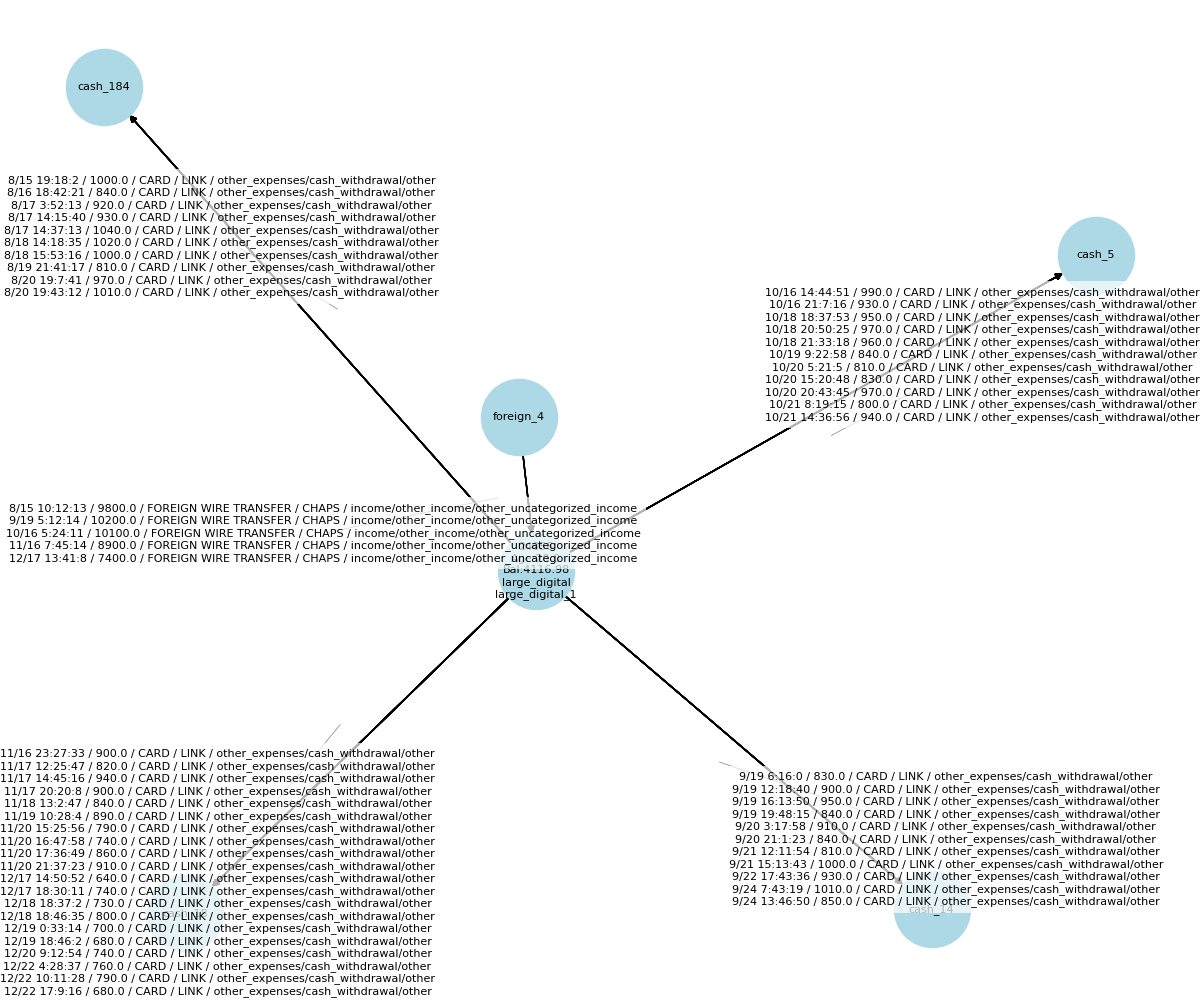 cash_184
8/15 19:18:2 / 1000.0 / CARD / LINK / other_expenses/cash_withdrawal/other
8/16 18:42:21 / 840.0 / CARD / LINK / other_expenses/cash_withdrawal/other
8/17 3:52:13 / 920.0 / CARD / LINK / other_expenses/cash_withdrawal/other
8/17 14:15:40 / 930.0 / CARD / LINK / other_expenses/cash_withdrawal/other
8/17 14:37:13 / 1040.0 / CARD / LINK / other_expenses/cash_withdrawal/other
8/18 14:18:35 / 1020.0 / CARD / LINK / other_expenses/cash_withdrawal/other
8/18 15:53:16 / 1000.0 / CARD / LINK / other_expenses/cash_withdrawal/other
8/19 21:41:17 / 810.0 / CARD / LINK / other_expenses/cash_withdrawal/other
8/20 19:7:41 / 970.0 / CARD / LINK / other_expenses/cash_withdrawal/other
8/20 19:43:12 / 1010.0 / CARD / LINK / other_expenses/cash_withdrawal/other
cash_5
10/16 14:44:51 / 990.0 / CARD / LINK / other_expenses/cash_withdrawal/other
10/16 21:7:16 / 930.0 / CARD / LINK / other_expenses/cash_withdrawal/other
10/18 18:37:53 / 950.0 / CARD / LINK / other_expenses/cash_withdrawal/other
10/18 20:50:25 / 970.0 / CARD / LINK / other_expenses/cash_withdrawal/other
10/18 21:33:18 / 960.0 / CARD / LINK / other_expenses/cash_withdrawal/other
10/19 9:22:58 / 840.0 / CARD / LINK / other_expenses/cash_withdrawal/other
10/20 5:21:5 / 810.0 / CARD / LINK / other_expenses/cash_withdrawal/other
10/20 15:20:48 / 830.0 / CARD / LINK / other_expenses/cash_withdrawal/other
10/20 20:43:45 / 970.0 / CARD / LINK / other_expenses/cash_withdrawal/other
10/21 8:19:15 / 800.0 / CARD / LINK / other_expenses/cash_withdrawal/other
10/21 14:36:56 / 940.0 / CARD / LINK / other_expenses/cash_withdrawal/other
foreign_4
8/15 10:12:13 / 9800.0 / FOREIGN WIRE TRANSFER / CHAPS / income/other_income/other_uncategorized_income
9/19 5:12:14 / 10200.0 / FOREIGN WIRE TRANSFER / CHAPS / income/other_income/other_uncategorized_income
10/16 5:24:11 / 10100.0 / FOREIGN WIRE TRANSFER / CHAPS / income/other_income/other_uncategorized_income
11/16 7:45:14 / 8900.0 / FOREIGN WIRE TRANSFER / CHAPS / income/other_income/other_uncategorized_income
12/17 13:41:8 / 7400.0 / FOREIGN WIRE TRANSFER / CHAPS / income/other_income/other_uncategorized_income
Bal:4116.98
large_digital
large_digital_1
11/16 23:27:33 / 900.0 / CARD / LINK / other_expenses/cash_withdrawal/other
11/17 12:25:47 / 820.0 / CARD / LINK / other_expenses/cash_withdrawal/other
11/17 14:45:16 / 940.0 / CARD / LINK / other_expenses/cash_withdrawal/other
11/17 20:20:8 / 900.0 / CARD / LINK / other_expenses/cash_withdrawal/other
11/18 13:2:47 / 840.0 / CARD / LINK / other_expenses/cash_withdrawal/other
11/19 10:28:4 / 890.0 / CARD / LINK / other_expenses/cash_withdrawal/other
11/20 15:25:56 / 790.0 / CARD / LINK / other_expenses/cash_withdrawal/other
11/20 16:47:58 / 740.0 / CARD / LINK / other_expenses/cash_withdrawal/other
11/20 17:36:49 / 860.0 / CARD / LINK / other_expenses/cash_withdrawal/other
11/20 21:37:23 / 910.0 / CARD / LINK / other_expenses/cash_withdrawal/other
12/17 14:50:52 / 640.0 / CARD / LINK / other_expenses/cash_withdrawal/other
12/17 18:30:11 / 740.0 / CARD / LINK / other_expenses/cash_withdrawal/other
12/18 18:37:2 / 730.0 / CARD / LINK / other_expenses/cash_withdrawal/other
12/18 18:46:35 / 800.0 / CARD / LINK / other_expenses/cash_withdrawal/other
12/19 0:33:14 / 700.0 / CARD / LINK / other_expenses/cash_withdrawal/other
12/19 18:46:2 / 680.0 / CARD / LINK / other_expenses/cash_withdrawal/other
12/20 9:12:54 / 740.0 / CARD / LINK / other_expenses/cash_withdrawal/other
12/22 4:28:37 / 760.0 / CARD / LINK / other_expenses/cash_withdrawal/other
12/22 10:11:28 / 790.0 / CARD / LINK / other_expenses/cash_withdrawal/other
12/22 17:9:16 / 680.0 / CARD / LINK / other_expenses/cash_withdrawal/other
9/19 6:16:0 / 830.0 / CARD / LINK / other_expenses/cash_withdrawal/other
9/19 12:18:40 / 900.0 / CARD / LINK / other_expenses/cash_withdrawal/other
9/19 16:13:50 / 950.0 / CARD / LINK / other_expenses/cash_withdrawal/other
9/19 19:48:15 / 840.0 / CARD / LINK / other_expenses/cash_withdrawal/other
9/20 3:17:58 / 910.0 / CARD / LINK / other_expenses/cash_withdrawal/other
9/20 21:1:23 / 840.0 / CARD / LINK / other_expenses/cash_withdrawal/other
9/21 12:11:54 / 810.0 / CARD / LINK / other_expenses/cash_withdrawal/other
9/21 15:13:43 / 1000.0 / CARD / LINK / other_expenses/cash_withdrawal/other
9/22 17:43:36 / 930.0 / CARD / LINK / other_expenses/cash_withdrawal/other
9/24 7:43:19 / 1010.0 / CARD / LINK / other_expenses/cash_withdrawal/other
9/24 13:46:50 / 850.0 / CARD / LINK / other_expenses/cash_withdrawal/other
cash_14